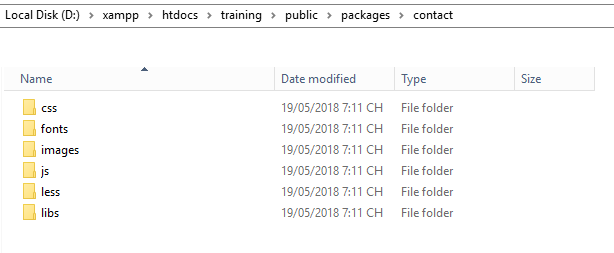 Local Disk (D:) > xampp > htdocs > training > public > packages > contact
Name Date modified Type Size
css 19/05/2018 7:11 CH File folder
fonts 19/05/2018 7:11 CH File folder
images 19/05/2018 7:11 CH File folder
js 19/05/2018 7:11 CH File folder
less 19/05/2018 7:11 CH File folder
libs 19/05/2018 7:11 CH File folder